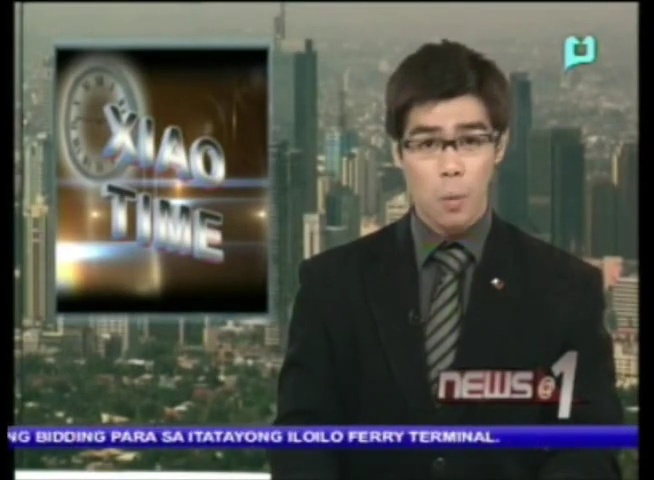 XIAO
TIME
NEWS@1
NG BIDDING PARA SA ITATAYONG ILOILO FERRY TERMINAL.